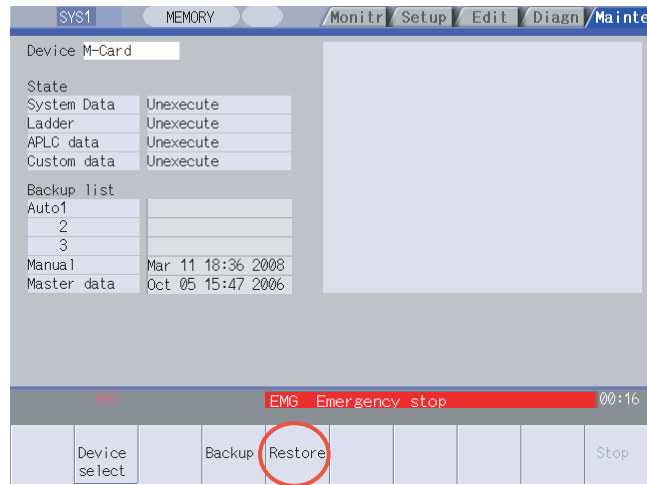 SYS1 MEMORY Monitr Setup Edit Diagn Mainte
Device M-Card
State
System Data Unexecute
Ladder Unexecute
APLC data Unexecute
Custom data Unexecute
Backup list
Auto1
2
3
Manual Mar 11 18:36 2008
Master data Oct 05 15:47 2006
EMG Emergency stop 00:16
Device select Backup Restore Stop